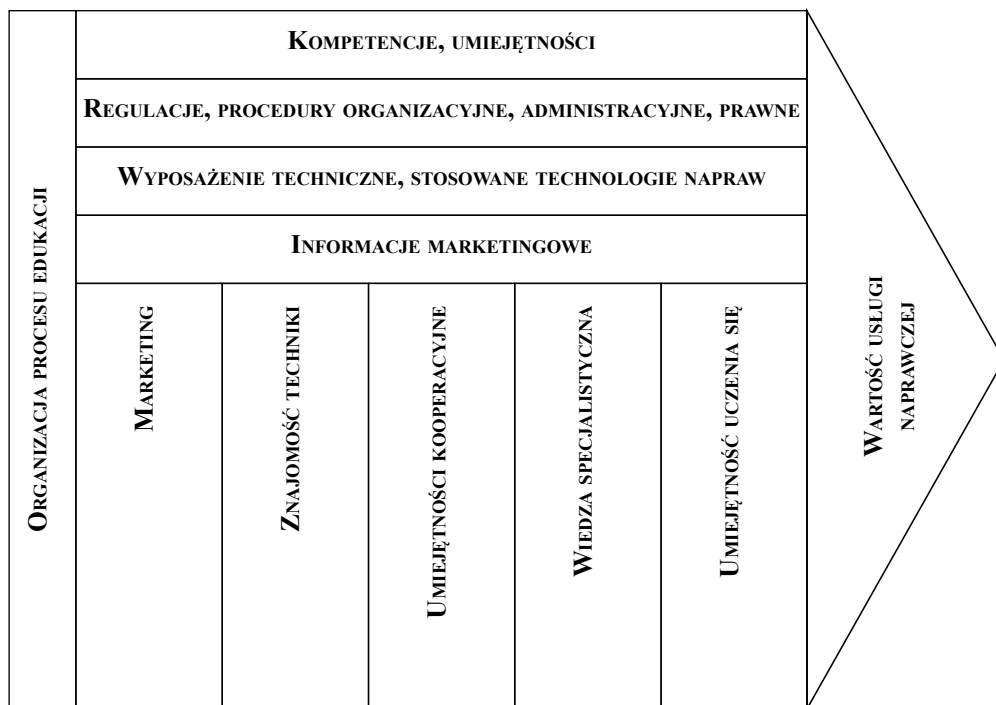 Organizacja procesu edukacji
Kompetencje, umiejętności
Regulacje, procedury organizacyjne, administracyjne, prawne
Wyposażenie techniczne, stosowane technologie napraw
Informacje marketingowe
Marketing
Znajomość techniki
Umiejętności kooperacyjne
Wiedza specjalistyczna
Umiejętność uczenia się
Wartość usługi
naprawczej